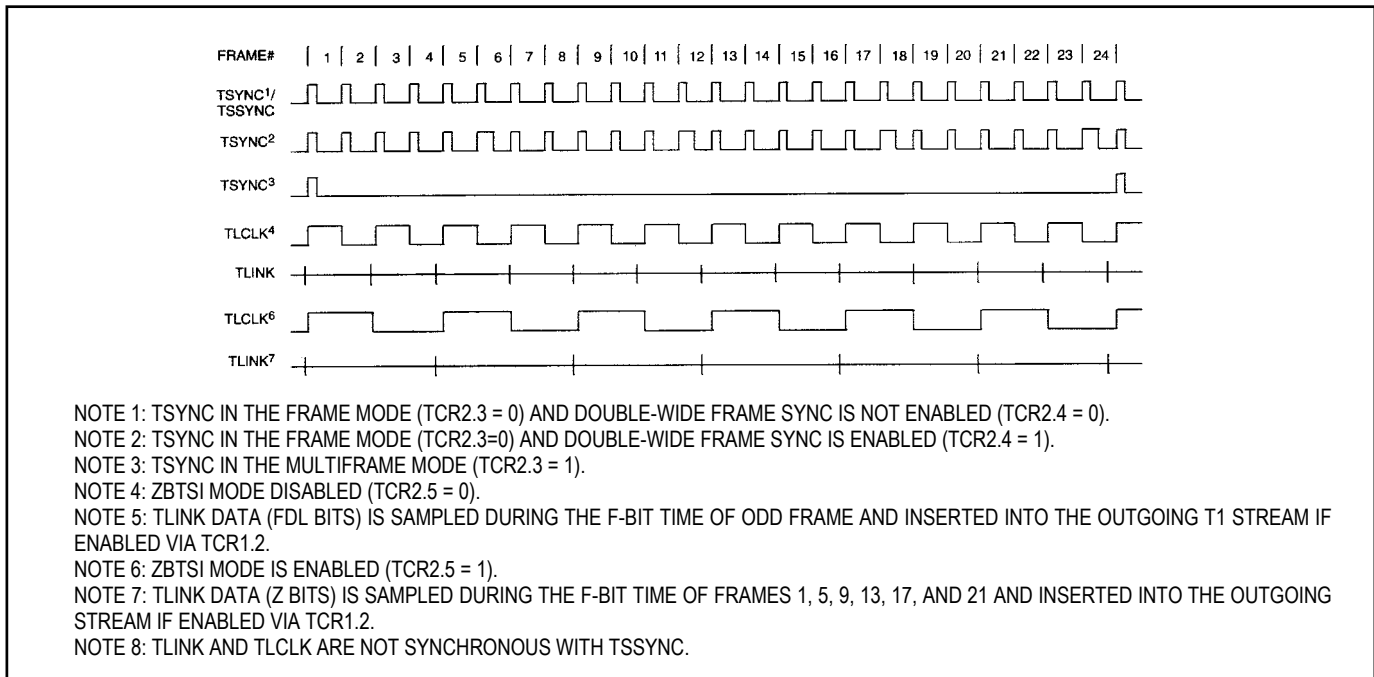 FRAME# | 1 | 2 | 3 | 4 | 5 | 6 | 7 | 8 | 9 | 10 | 11 | 12 | 13 | 14 | 15 | 16 | 17 | 18 | 19 | 20 | 21 | 22 | 23 | 24 |
TSYNC¹/
TSSYNC
TSYNC²
TSYNC³
TLCLK⁴
TLINK
TLCLK⁶
TLINK⁷
NOTE 1: TSYNC IN THE FRAME MODE (TCR2.3 = 0) AND DOUBLE-WIDE FRAME SYNC IS NOT ENABLED (TCR2.4 = 0).
NOTE 2: TSYNC IN THE FRAME MODE (TCR2.3=0) AND DOUBLE-WIDE FRAME SYNC IS ENABLED (TCR2.4 = 1).
NOTE 3: TSYNC IN THE MULTIFRAME MODE (TCR2.3 = 1).
NOTE 4: ZBTSI MODE DISABLED (TCR2.5 = 0).
NOTE 5: TLINK DATA (FDL BITS) IS SAMPLED DURING THE F-BIT TIME OF ODD FRAME AND INSERTED INTO THE OUTGOING T1 STREAM IF
ENABLED VIA TCR1.2.
NOTE 6: ZBTSI MODE IS ENABLED (TCR2.5 = 1).
NOTE 7: TLINK DATA (Z BITS) IS SAMPLED DURING THE F-BIT TIME OF FRAMES 1, 5, 9, 13, 17, AND 21 AND INSERTED INTO THE OUTGOING
STREAM IF ENABLED VIA TCR1.2.
NOTE 8: TLINK AND TLCLK ARE NOT SYNCHRONOUS WITH TSSYNC.